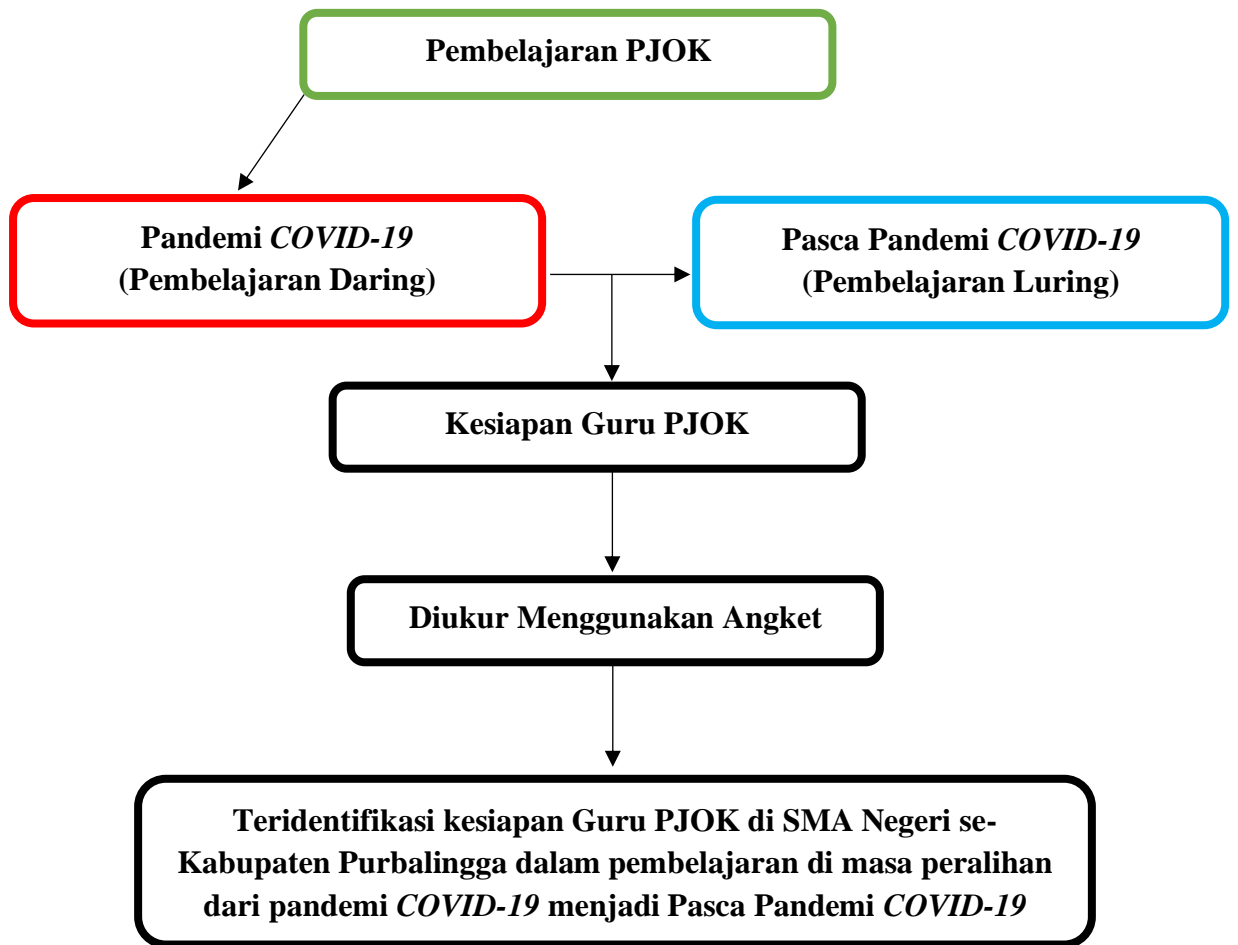 Pembelajaran PJOK
Pandemi COVID-19
(Pembelajaran Daring)
Pasca Pandemi COVID-19
(Pembelajaran Luring)
Kesiapan Guru PJOK
Diukur Menggunakan Angket
Teridentifikasi kesiapan Guru PJOK di SMA Negeri se-
Kabupaten Purbalingga dalam pembelajaran di masa peralihan
dari pandemi COVID-19 menjadi Pasca Pandemi COVID-19